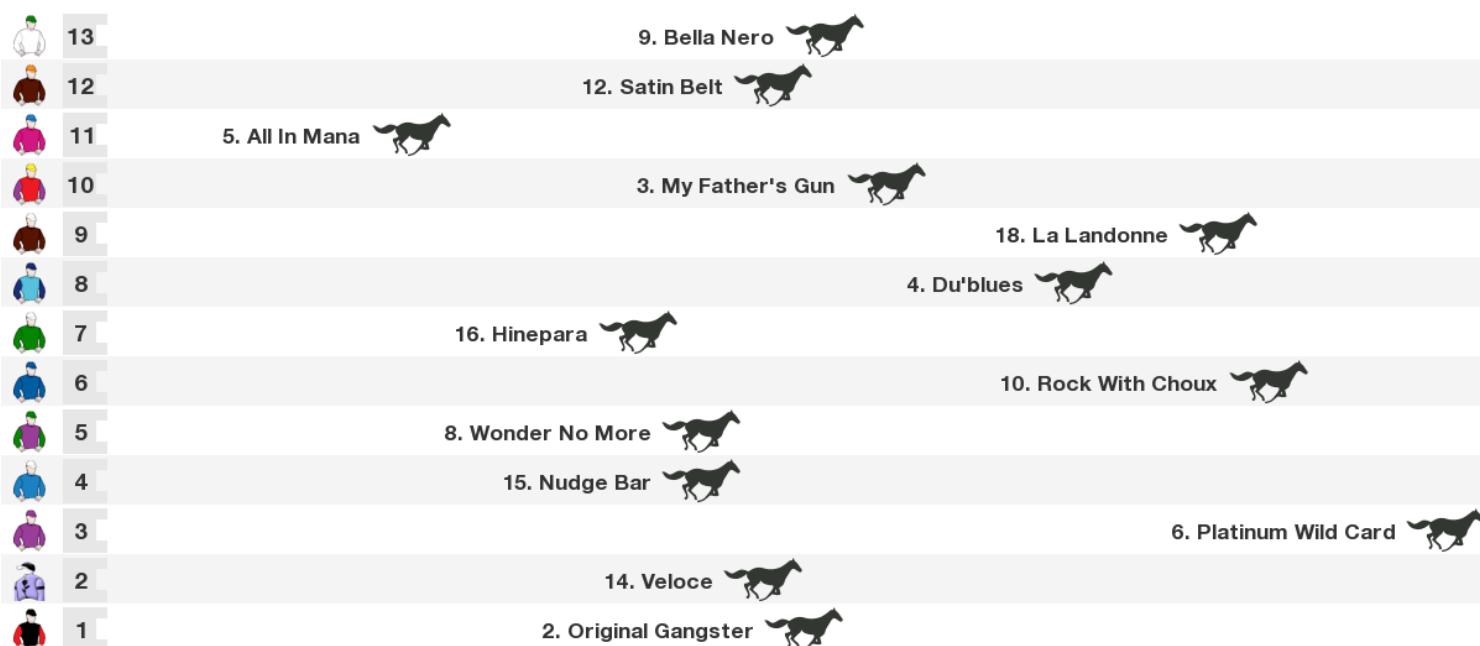 13 9. Bella Nero
12 12. Satin Belt
11 5. All In Mana
10 3. My Father's Gun
9 18. La Landonne
8 4. Du'blues
7 16. Hinepara
6 10. Rock With Choux
5 8. Wonder No More
4 15. Nudge Bar
3 6. Platinum Wild Card
2 14. Veloce
1 2. Original Gangster